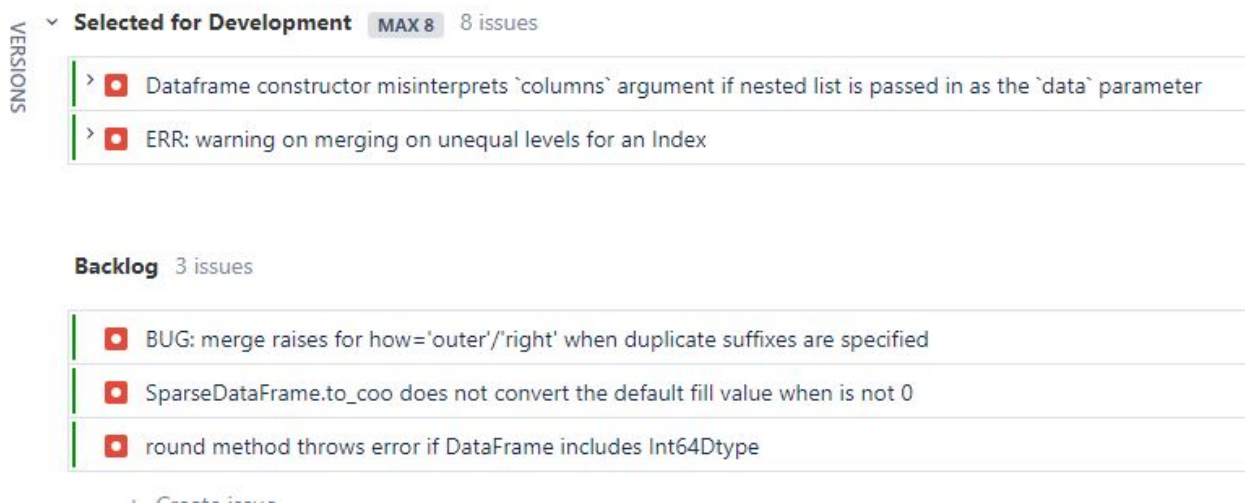 VERSIONS
Selected for Development MAX 8 8 issues
Dataframe constructor misinterprets `columns` argument if nested list is passed in as the `data` parameter
ERR: warning on merging on unequal levels for an Index
Backlog 3 issues
BUG: merge raises for how='outer'/'right' when duplicate suffixes are specified
SparseDataFrame.to_coo does not convert the default fill value when is not 0
round method throws error if DataFrame includes Int64Dtype
+ Create issue